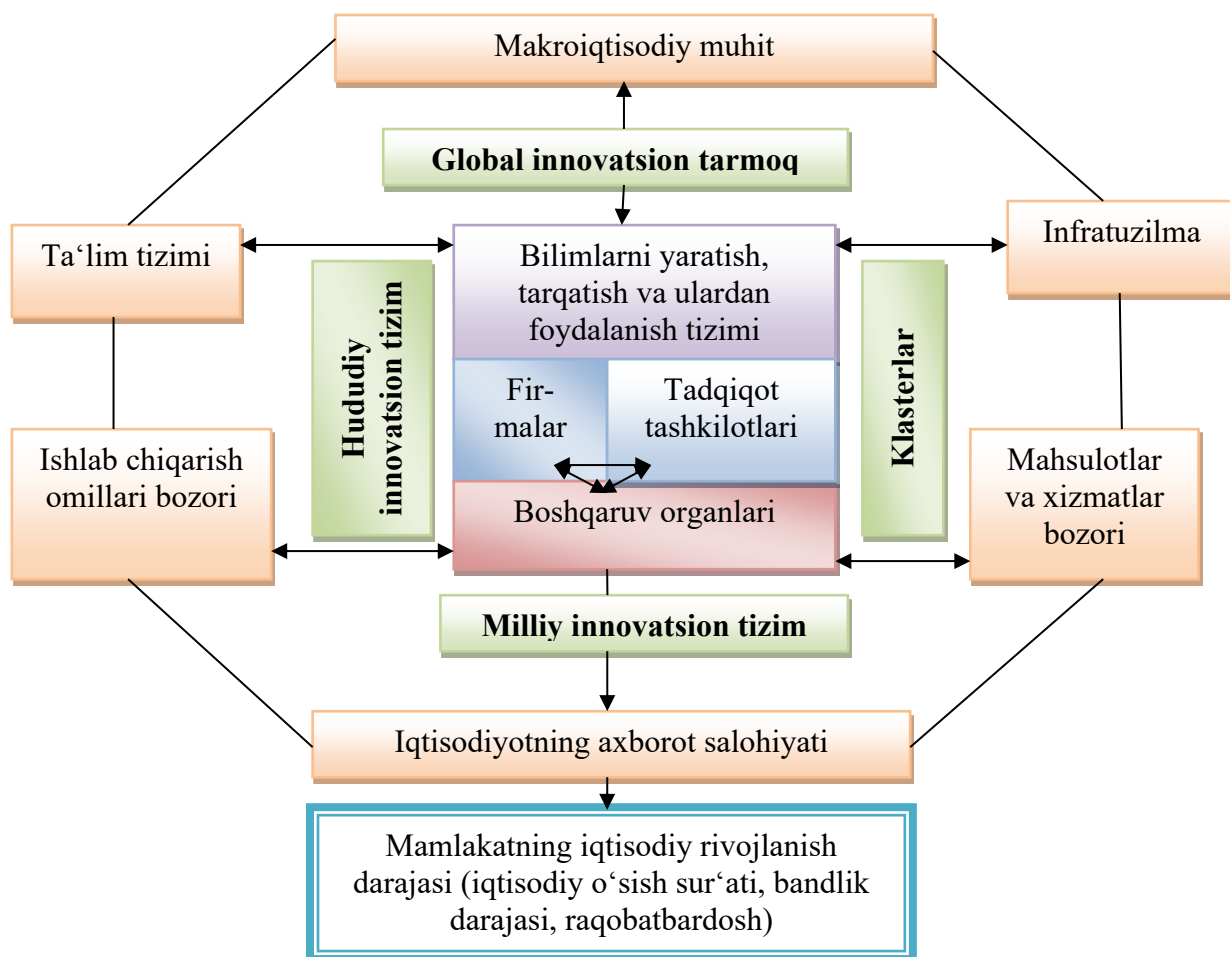 Makroiqtisodiy muhit
Global innovatsion tarmoq
Ta‘lim tizimi
Infratuzilma
Bilimlarni yaratish,
tarqatish va ulardan
foydalanish tizimi
Hududiy
innovatsion tizim
Klasterlar
Fir-
malar
Tadqiqot
tashkilotlari
Ishlab chiqarish
omillari bozori
Mahsulotlar
va xizmatlar
bozori
Boshqaruv organlari
Milliy innovatsion tizim
Iqtisodiyotning axborot salohiyati
Mamlakatning iqtisodiy rivojlanish
darajasi (iqtisodiy o‘sish sur‘ati, bandlik
darajasi, raqobatbardosh)